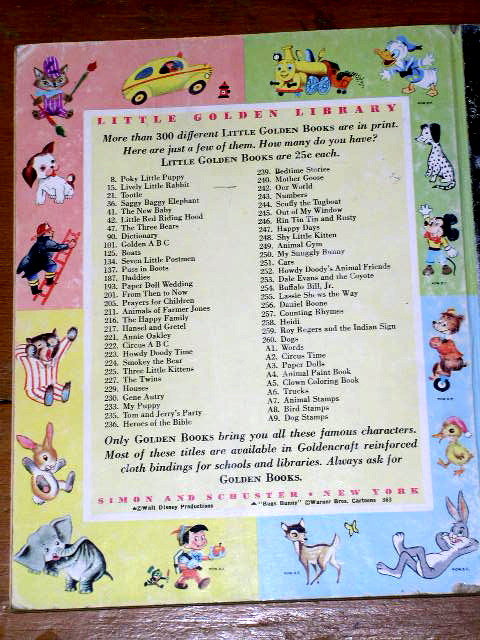 LITTLE GOLDEN LIBRARY
More than 300 different LITTLE GOLDEN BOOKS are in print.
Here are just a few of them. How many do you have?
LITTLE GOLDEN BOOKS are 25c each.
8. Poky Little Puppy
15. Lively Little Rabbit
21. Tootle
36. Saggy Baggy Elephant
41. The New Baby
42. Little Red Riding Hood
47. The Three Bears
90. Dictionary
101. Golden A B C
125. Boats
134. Seven Little Postmen
137. Puss in Boots
187. Daddies
193. Paper Doll Wedding
201. From Then to Now
205. Prayers for Children
211. Animals of Farmer Jones
216. The Happy Family
217. Hansel and Gretel
221. Annie Oakley
222. Circus A B C
223. Howdy Doody Time
224. Smokey the Bear
225. Three Little Kittens
227. The Twins
229. Houses
230. Gene Autry
233. My Puppy
235. Tom and Jerry's Party
236. Heroes of the Bible
239. Bedtime Stories
240. Mother Goose
242. Our World
243. Numbers
244. Scuffy the Tugboat
245. Out of My Window
246. Rin Tin Tin and Rusty
247. Happy Days
248. Shy Little Kitten
249. Animal Gym
250. My Snuggly Bunny
251. Cars
252. Howdy Doody's Animal Friends
253. Dale Evans and the Coyote
254. Buffalo Bill, Jr.
255. Lassie Shows the Way
256. Daniel Boone
257. Counting Rhymes
258. Heidi
259. Roy Rogers and the Indian Sign
260. Dogs
A1. Words
A2. Circus Time
A3. Paper Dolls
A4. Animal Paint Book
A5. Clown Coloring Book
A6. Trucks
A7. Animal Stamps
A8. Bird Stamps
A9. Dog Stamps
Only GOLDEN BOOKS bring you all these famous characters.
Most of these titles are available in Goldencraft reinforced
cloth bindings for schools and libraries. Always ask for
GOLDEN BOOKS.
SIMON AND SCHUSTER • NEW YORK
©Walt Disney Productions
"Bugs Bunny" ©Warner Bros. Cartoons